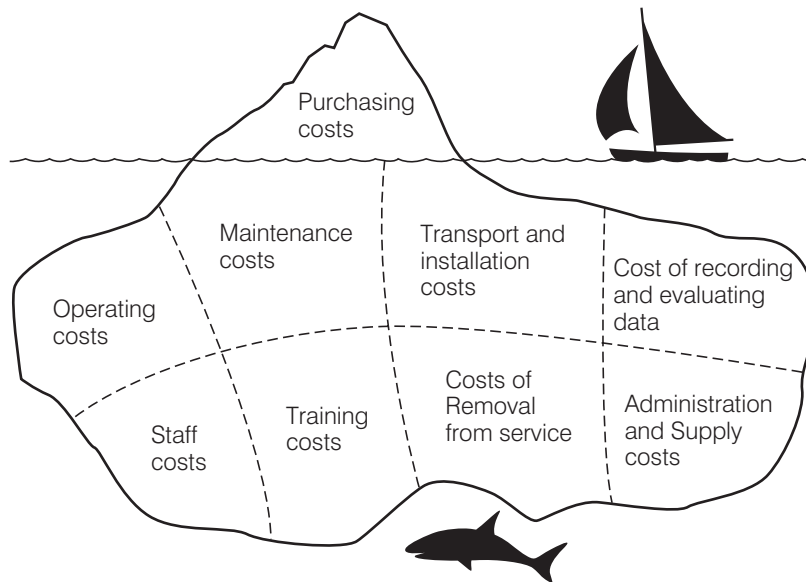 Purchasing
costs
Maintenance
costs
Transport and
installation
costs
Cost of recording
and evaluating
data
Operating
costs
Staff
costs
Training
costs
Costs of
Removal
from service
Administration
and Supply
costs